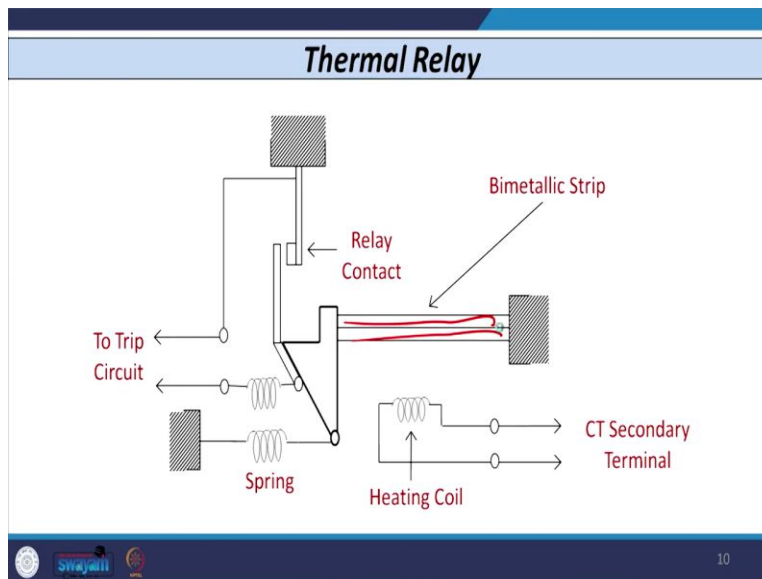 Thermal Relay
Bimetallic Strip
Relay
Contact
To Trip
Circuit
CT Secondary
Terminal
Spring
Heating Coil
swayam
10